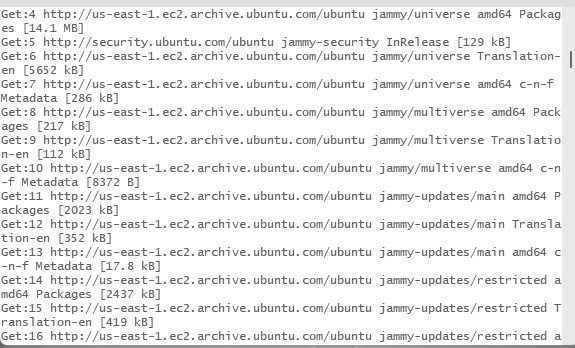 Get:4 http://us-east-1.ec2.archive.ubuntu.com/ubuntu jammy/universe amd64 Packag
es [14.1 MB]
Get:5 http://security.ubuntu.com/ubuntu jammy-security InRelease [129 kB]
Get:6 http://us-east-1.ec2.archive.ubuntu.com/ubuntu jammy/universe Translation-
en [5652 kB]
Get:7 http://us-east-1.ec2.archive.ubuntu.com/ubuntu jammy/universe amd64 c-n-f
Metadata [286 kB]
Get:8 http://us-east-1.ec2.archive.ubuntu.com/ubuntu jammy/multiverse amd64 Pack
ages [217 kB]
Get:9 http://us-east-1.ec2.archive.ubuntu.com/ubuntu jammy/multiverse Translatio
n-en [112 kB]
Get:10 http://us-east-1.ec2.archive.ubuntu.com/ubuntu jammy/multiverse amd64 c-n
-f Metadata [8372 B]
Get:11 http://us-east-1.ec2.archive.ubuntu.com/ubuntu jammy-updates/main amd64 P
ackages [2023 kB]
Get:12 http://us-east-1.ec2.archive.ubuntu.com/ubuntu jammy-updates/main Transla
tion-en [352 kB]
Get:13 http://us-east-1.ec2.archive.ubuntu.com/ubuntu jammy-updates/main amd64 c
-n-f Metadata [17.8 kB]
Get:14 http://us-east-1.ec2.archive.ubuntu.com/ubuntu jammy-updates/restricted a
md64 Packages [2437 kB]
Get:15 http://us-east-1.ec2.archive.ubuntu.com/ubuntu jammy-updates/restricted T
ranslation-en [419 kB]
Get:16 http://us-east-1.ec2.archive.ubuntu.com/ubuntu jammy-updates/restricted a